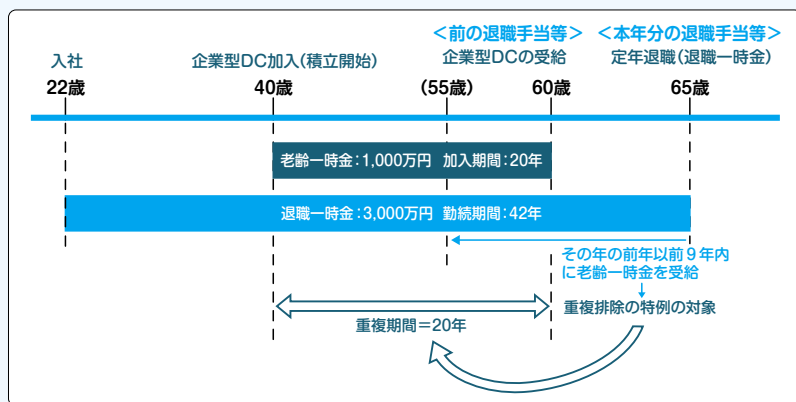 ＜前の退職手当等＞
＜本年分の退職手当等＞
入社
企業型DC加入（積立開始）
企業型DCの受給
定年退職（退職一時金）
22歳
40歳
（55歳）
60歳
65歳
老齢一時金：1,000万円 加入期間：20年
退職一時金：3,000万円 勤続期間：42年
その年の前年以前９年内
に老齢一時金を受給
重複排除の特例の対象
重複期間＝20年